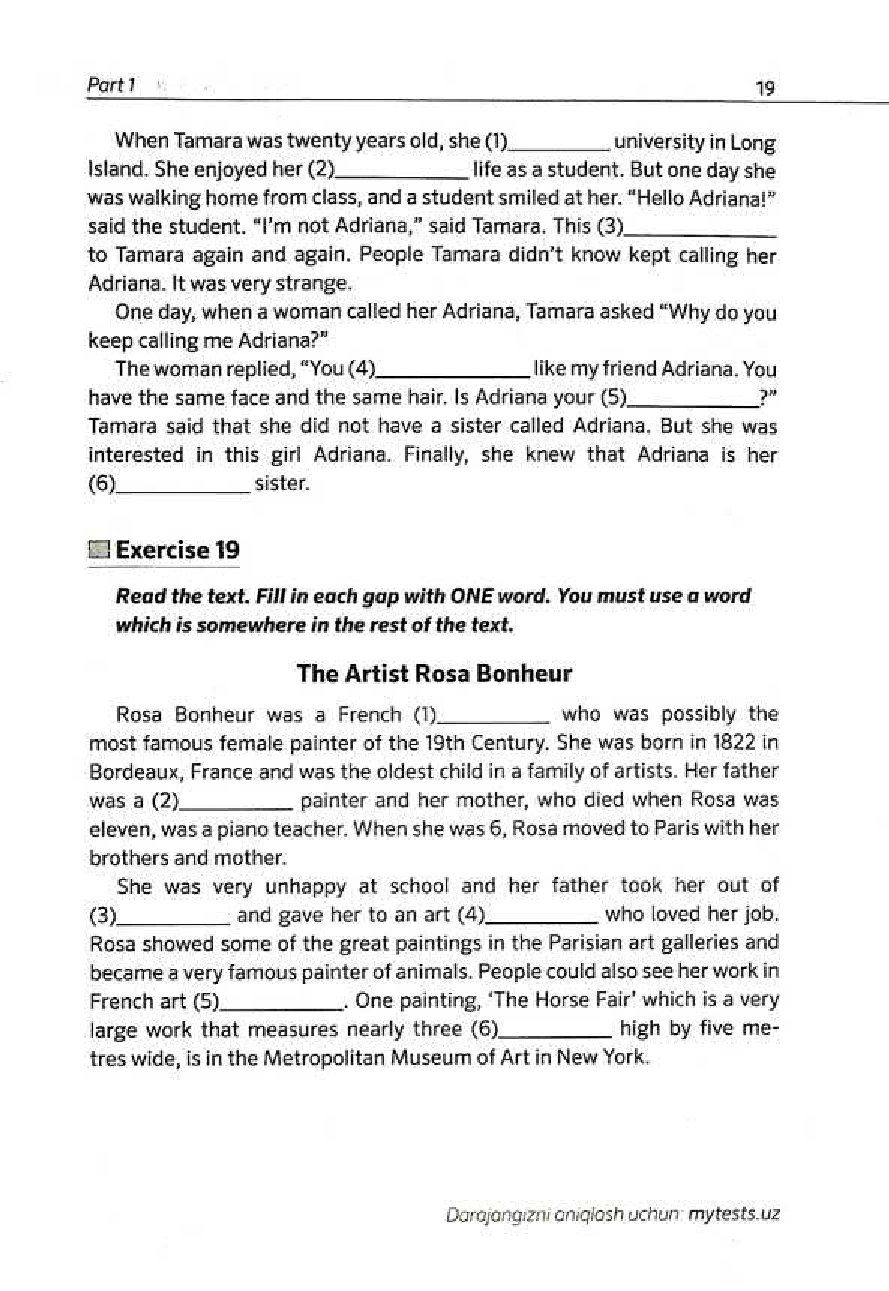 Part 1
19
When Tamara was twenty years old, she (1)__________ university in Long
Island. She enjoyed her (2)_____________ life as a student. But one day she
was walking home from class, and a student smiled at her. "Hello Adriana!"
said the student. "I'm not Adriana," said Tamara. This (3)_______________
to Tamara again and again. People Tamara didn't know kept calling her
Adriana. It was very strange.
One day, when a woman called her Adriana, Tamara asked "Why do you
keep calling me Adriana?"
The woman replied, "You (4)_______________ like my friend Adriana. You
have the same face and the same hair. Is Adriana your (5)_____________?"
Tamara said that she did not have a sister called Adriana. But she was
interested in this girl Adriana. Finally, she knew that Adriana is her
(6)_____________ sister.
Exercise 19
Read the text. Fill in each gap with ONE word. You must use a word
which is somewhere in the rest of the text.
The Artist Rosa Bonheur
Rosa Bonheur was a French (1)___________ who was possibly the
most famous female painter of the 19th Century. She was born in 1822 in
Bordeaux, France and was the oldest child in a family of artists. Her father
was a (2)___________ painter and her mother, who died when Rosa was
eleven, was a piano teacher. When she was 6, Rosa moved to Paris with her
brothers and mother.
She was very unhappy at school and her father took her out of
(3)___________ and gave her to an art (4)___________ who loved her job.
Rosa showed some of the great paintings in the Parisian art galleries and
became a very famous painter of animals. People could also see her work in
French art (5)____________. One painting, 'The Horse Fair' which is a very
large work that measures nearly three (6)___________ high by five me-
tres wide, is in the Metropolitan Museum of Art in New York.
Darajangizni aniqlash uchun: mytests.uz